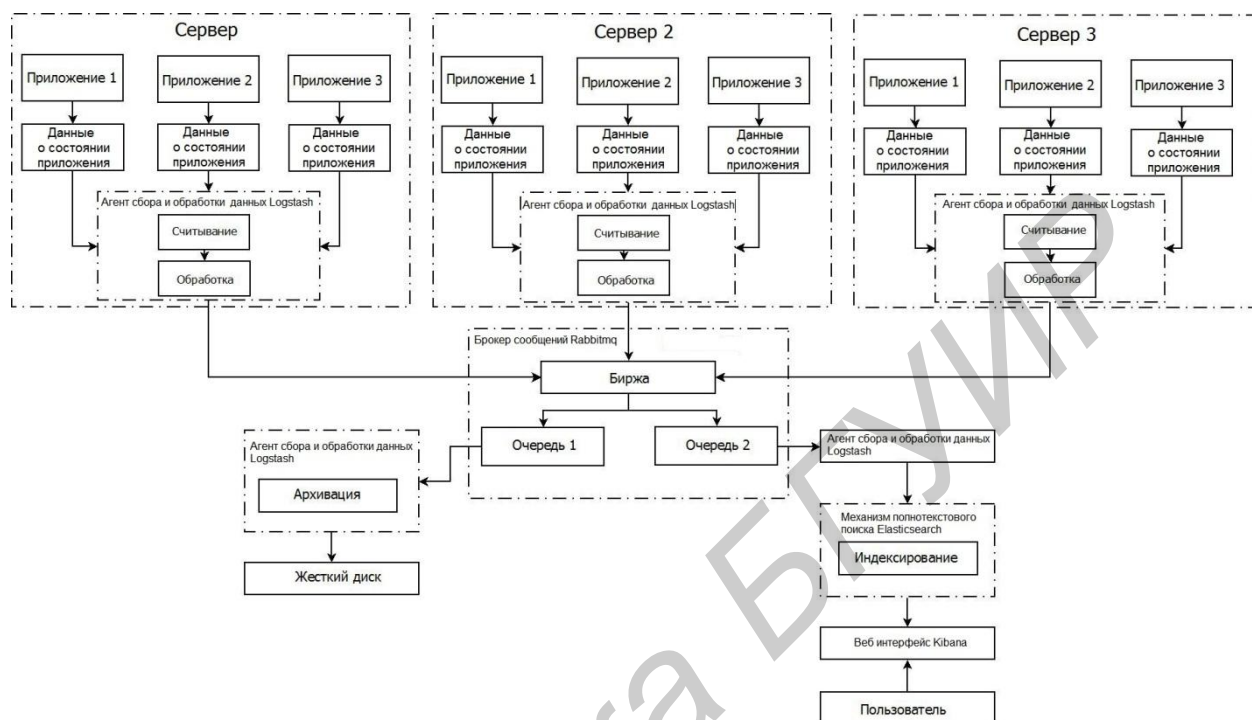 Сервер
Приложение 1
Приложение 2
Приложение 3
Данные
о состоянии
приложения
Данные
о состоянии
приложения
Данные
о состоянии
приложения
Агент сбора и обработки данных Logstash
Считывание
Обработка
Сервер 2
Приложение 1
Приложение 2
Приложение 3
Данные
о состоянии
приложения
Данные
о состоянии
приложения
Данные
о состоянии
приложения
Агент сбора и обработки данных Logstash
Считывание
Обработка
Сервер 3
Приложение 1
Приложение 2
Приложение 3
Данные
о состоянии
приложения
Данные
о состоянии
приложения
Данные
о состоянии
приложения
Агент сбора и обработки данных Logstash
Считывание
Обработка
Брокер сообщений Rabbitmq
Биржа
Очередь 1
Очередь 2
Агент сбора и обработки данных
Logstash
Архивация
Жесткий диск
Агент сбора и обработки данных
Logstash
Механизм полнотекстового
поиска Elasticsearch
Индексирование
Веб интерфейс Kibana
Пользователь
БГУИР